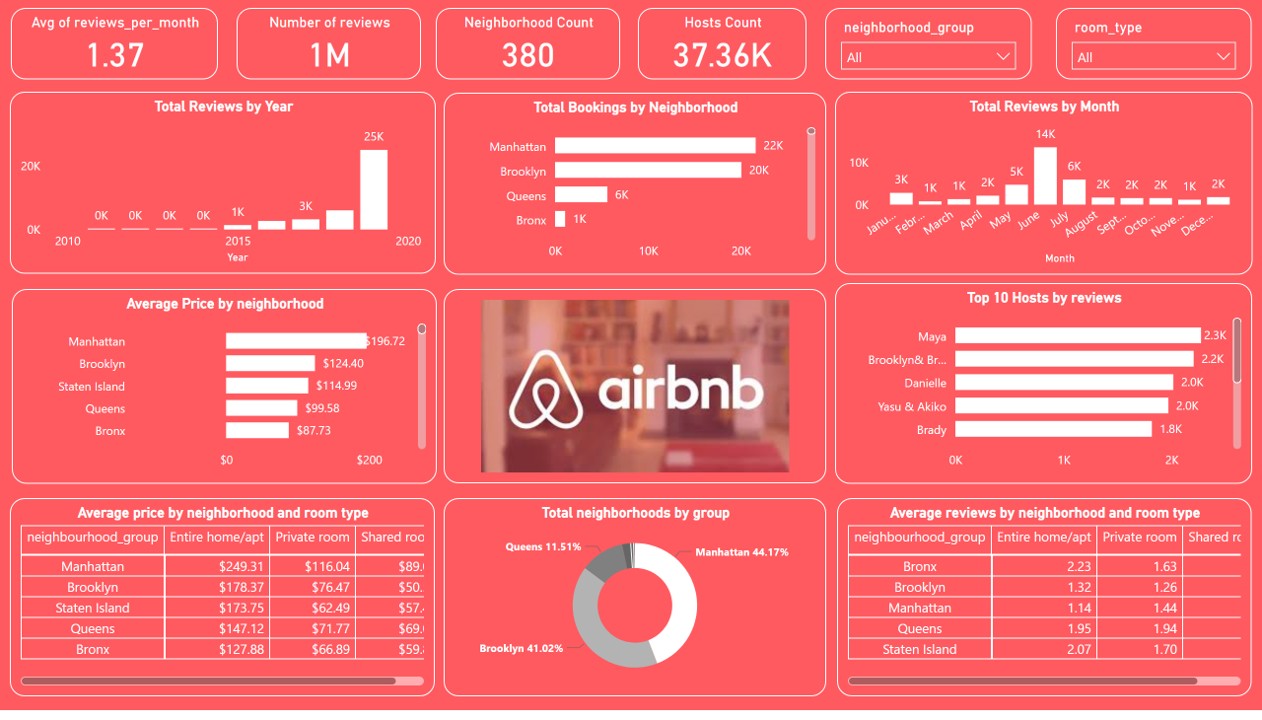 Avg of reviews_per_month
1.37
Number of reviews
1M
Neighborhood Count
380
Hosts Count
37.36K
neighborhood_group
All
room_type
All
Total Reviews by Year
20K
0K
0K 0K 0K 0K 1K 3K 25K
2010 2015 2020
Year
Total Bookings by Neighborhood
Manhattan 22K
Brooklyn 20K
Queens 6K
Bronx 1K
0K 10K 20K
Total Reviews by Month
10K
0K
3K 1K 1K 2K 5K 14K 6K 2K 2K 2K 1K 2K
Janu... Febr... March April May June July August Sept... Octo... Nove... Dece...
Month
Average Price by neighborhood
Manhattan $196.72
Brooklyn $124.40
Staten Island $114.99
Queens $99.58
Bronx $87.73
$0 $200
airbnb
Top 10 Hosts by reviews
Maya 2.3K
Brooklyn& Br... 2.2K
Danielle 2.0K
Yasu & Akiko 2.0K
Brady 1.8K
0K 1K 2K
Average price by neighborhood and room type
neighbourhood_group Entire home/apt Private room Shared roo
Manhattan $249.31 $116.04 $89.
Brooklyn $178.37 $76.47 $50.
Staten Island $173.75 $62.49 $57.
Queens $147.12 $71.77 $69.
Bronx $127.88 $66.89 $59.
Total neighborhoods by group
Queens 11.51%
Manhattan 44.17%
Brooklyn 41.02%
Average reviews by neighborhood and room type
neighbourhood_group Entire home/apt Private room Shared ro
Bronx 2.23 1.63
Brooklyn 1.32 1.26
Manhattan 1.14 1.44
Queens 1.95 1.94
Staten Island 2.07 1.70